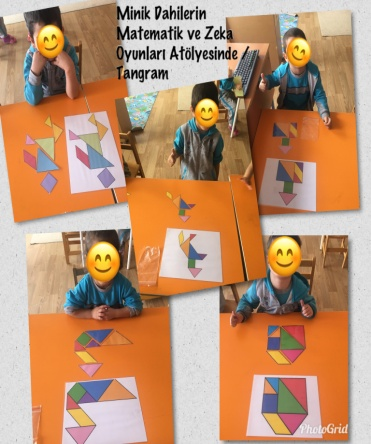 Minik Dahilerin
Matematik ve Zeka
Oyunları Atölyesinde /
Tangram
PhotoGrid